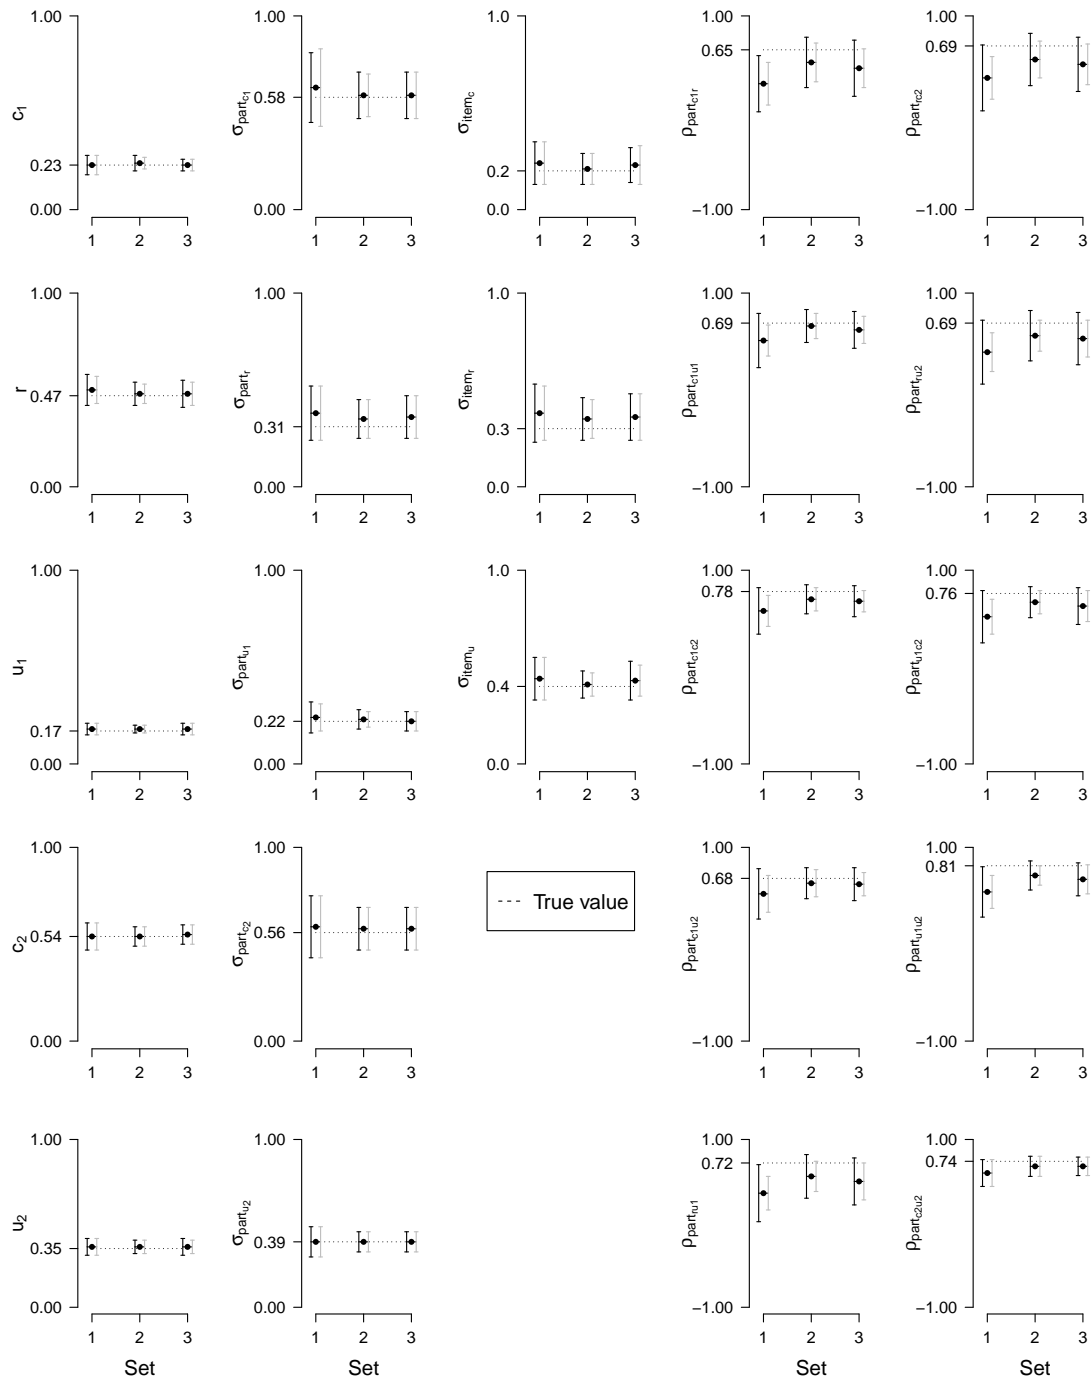 c1
1.00
0.23
0.00
1 2 3
σpartc1
1.00
0.58
0.00
1 2 3
σitemc
1.0
0.2
0.0
1 2 3
ρpartc1r
1.00
0.65
−1.00
1 2 3
ρpartrc2
1.00
0.69
−1.00
1 2 3
r
1.00
0.47
0.00
1 2 3
σpartr
1.00
0.31
0.00
1 2 3
σitemr
1.0
0.3
0.0
1 2 3
ρpartc1u1
1.00
0.69
−1.00
1 2 3
ρpartru2
1.00
0.69
−1.00
1 2 3
u1
1.00
0.17
0.00
1 2 3
σpartu1
1.00
0.22
0.00
1 2 3
σitemu
1.0
0.4
0.0
1 2 3
ρpartc1c2
1.00
0.78
−1.00
1 2 3
ρpartu1c2
1.00
0.76
−1.00
1 2 3
c2
1.00
0.54
0.00
1 2 3
σpartc2
1.00
0.56
0.00
1 2 3
True value
ρpartc1u2
1.00
0.68
−1.00
1 2 3
ρpartu1u2
1.00
0.81
−1.00
1 2 3
u2
1.00
0.35
0.00
1 2 3
Set
σpartu2
1.00
0.39
0.00
1 2 3
Set
ρpartru1
1.00
0.72
−1.00
1 2 3
Set
ρpartc2u2
1.00
0.74
−1.00
1 2 3
Set